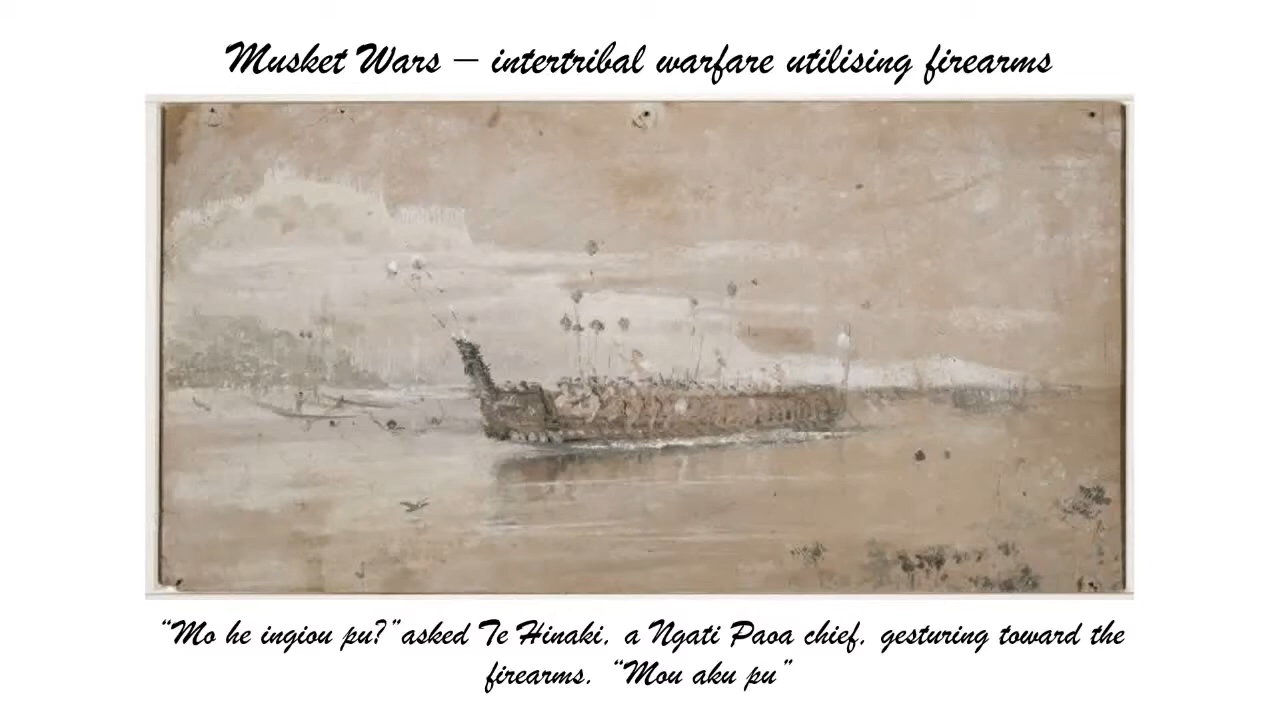 Musket Wars – intertribal warfare utilising firearms
“Mo he ingiou pu?” asked Te Hinaki, a Ngati Paoa chief, gesturing toward the
firearms. “Mou aku pu”